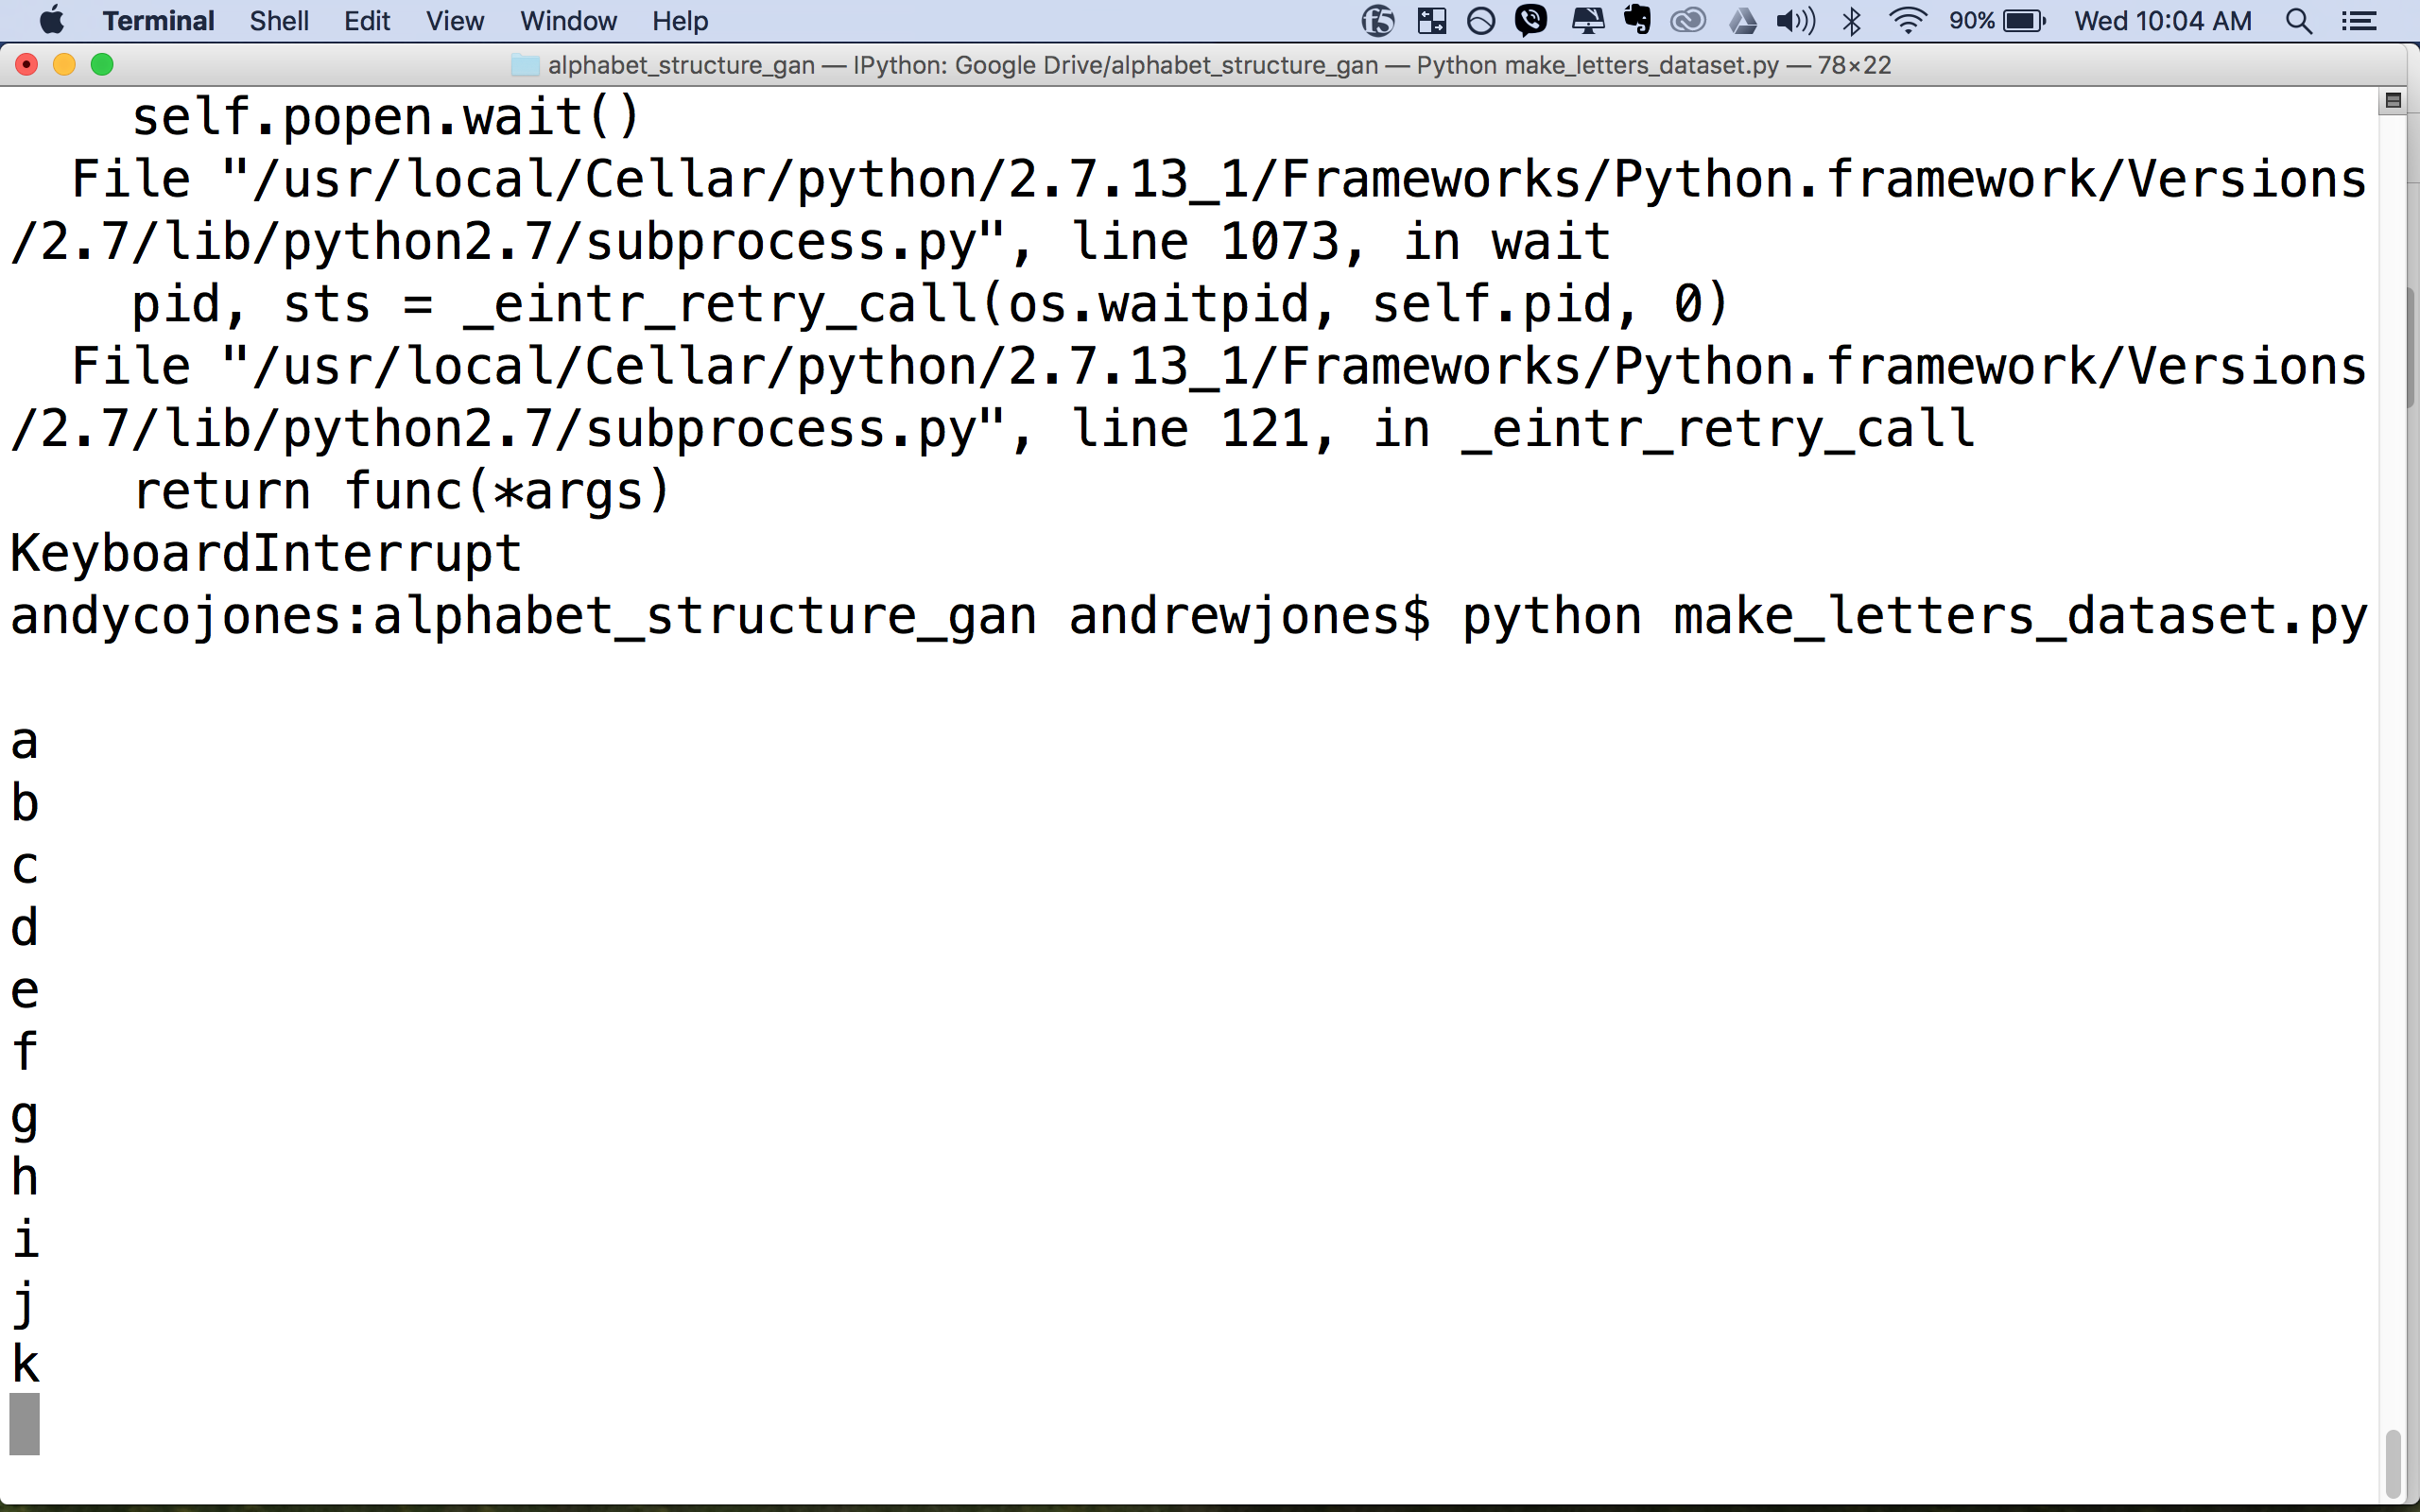 Terminal Shell Edit View Window Help f5 90% Wed 10:04 AM
alphabet_structure_gan — IPython: Google Drive/alphabet_structure_gan — Python make_letters_dataset.py — 78×22
    self.popen.wait()
  File "/usr/local/Cellar/python/2.7.13_1/Frameworks/Python.framework/Versions
/2.7/lib/python2.7/subprocess.py", line 1073, in wait
    pid, sts = _eintr_retry_call(os.waitpid, self.pid, 0)
  File "/usr/local/Cellar/python/2.7.13_1/Frameworks/Python.framework/Versions
/2.7/lib/python2.7/subprocess.py", line 121, in _eintr_retry_call
    return func(*args)
KeyboardInterrupt
andycojones:alphabet_structure_gan andrewjones$ python make_letters_dataset.py
a
b
c
d
e
f
g
h
i
j
k